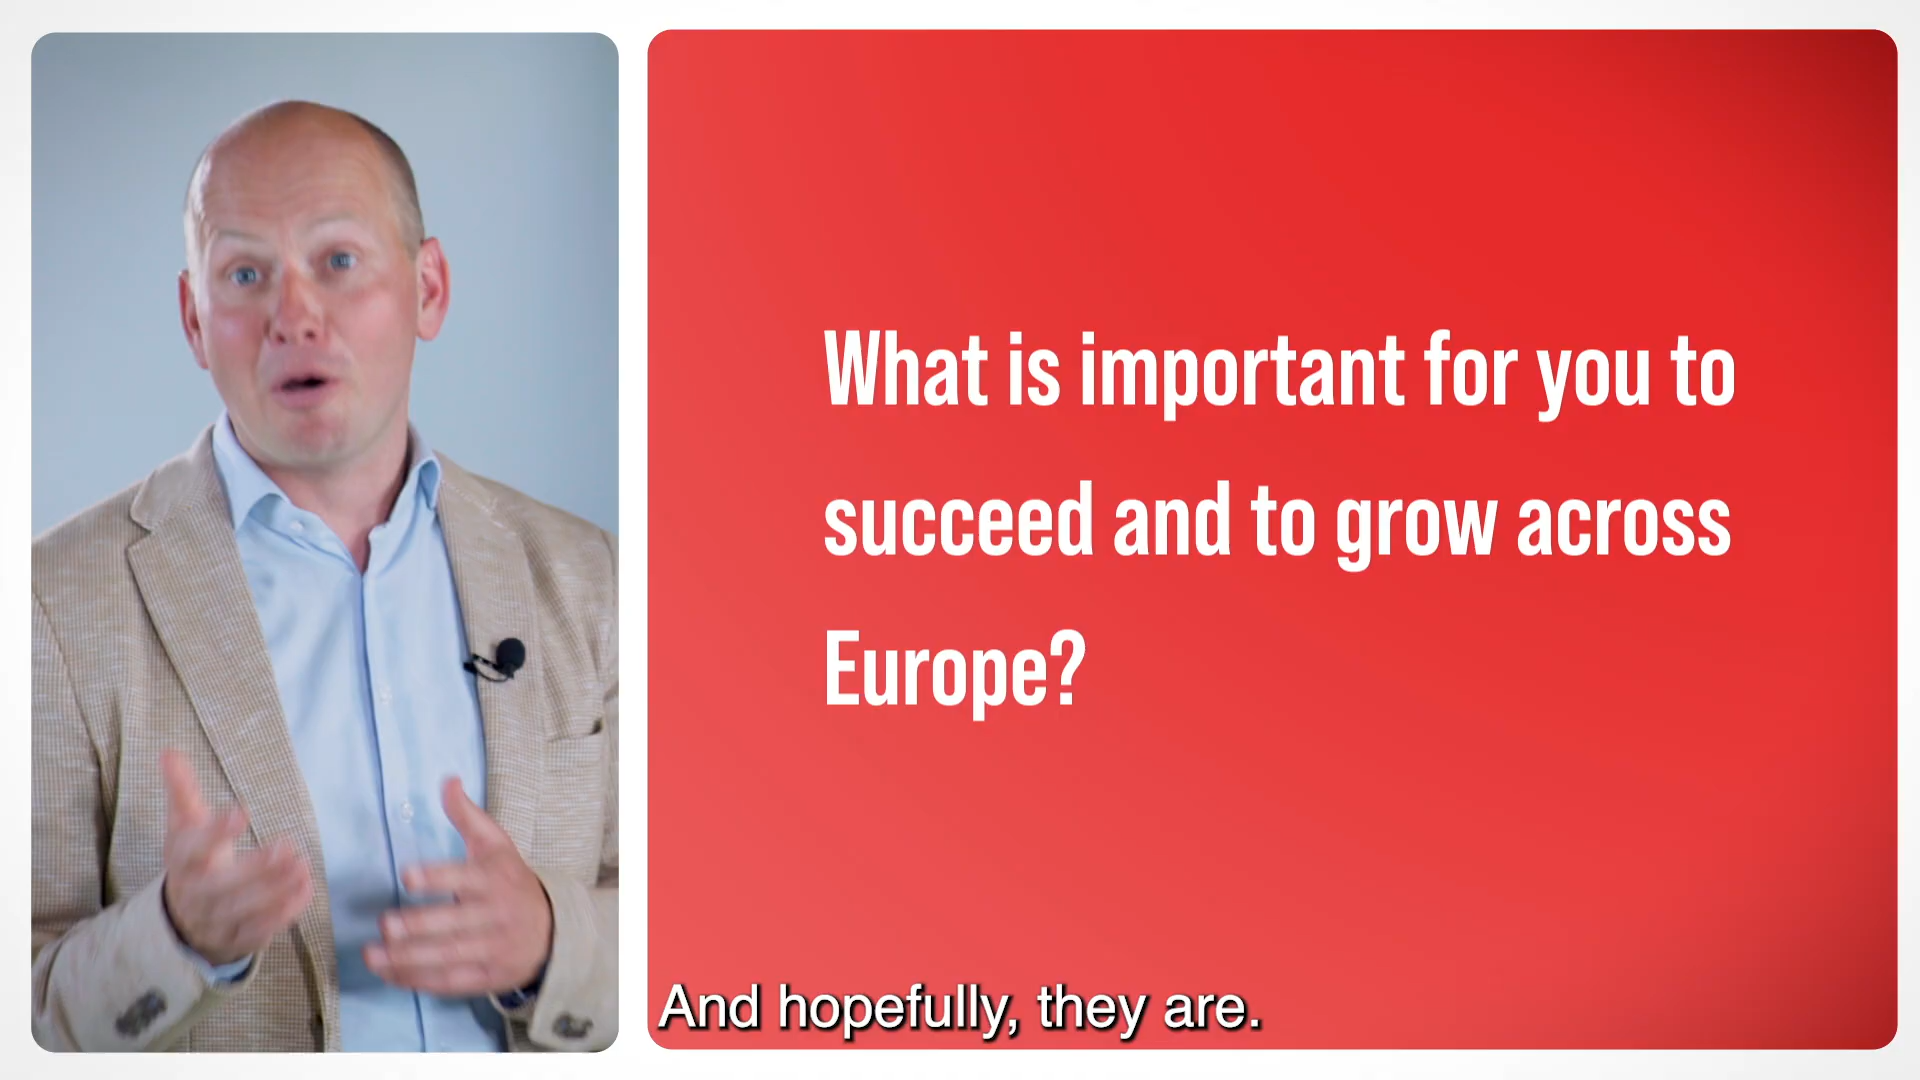 What is important for you to
succeed and to grow across
Europe?
And hopefully, they are.